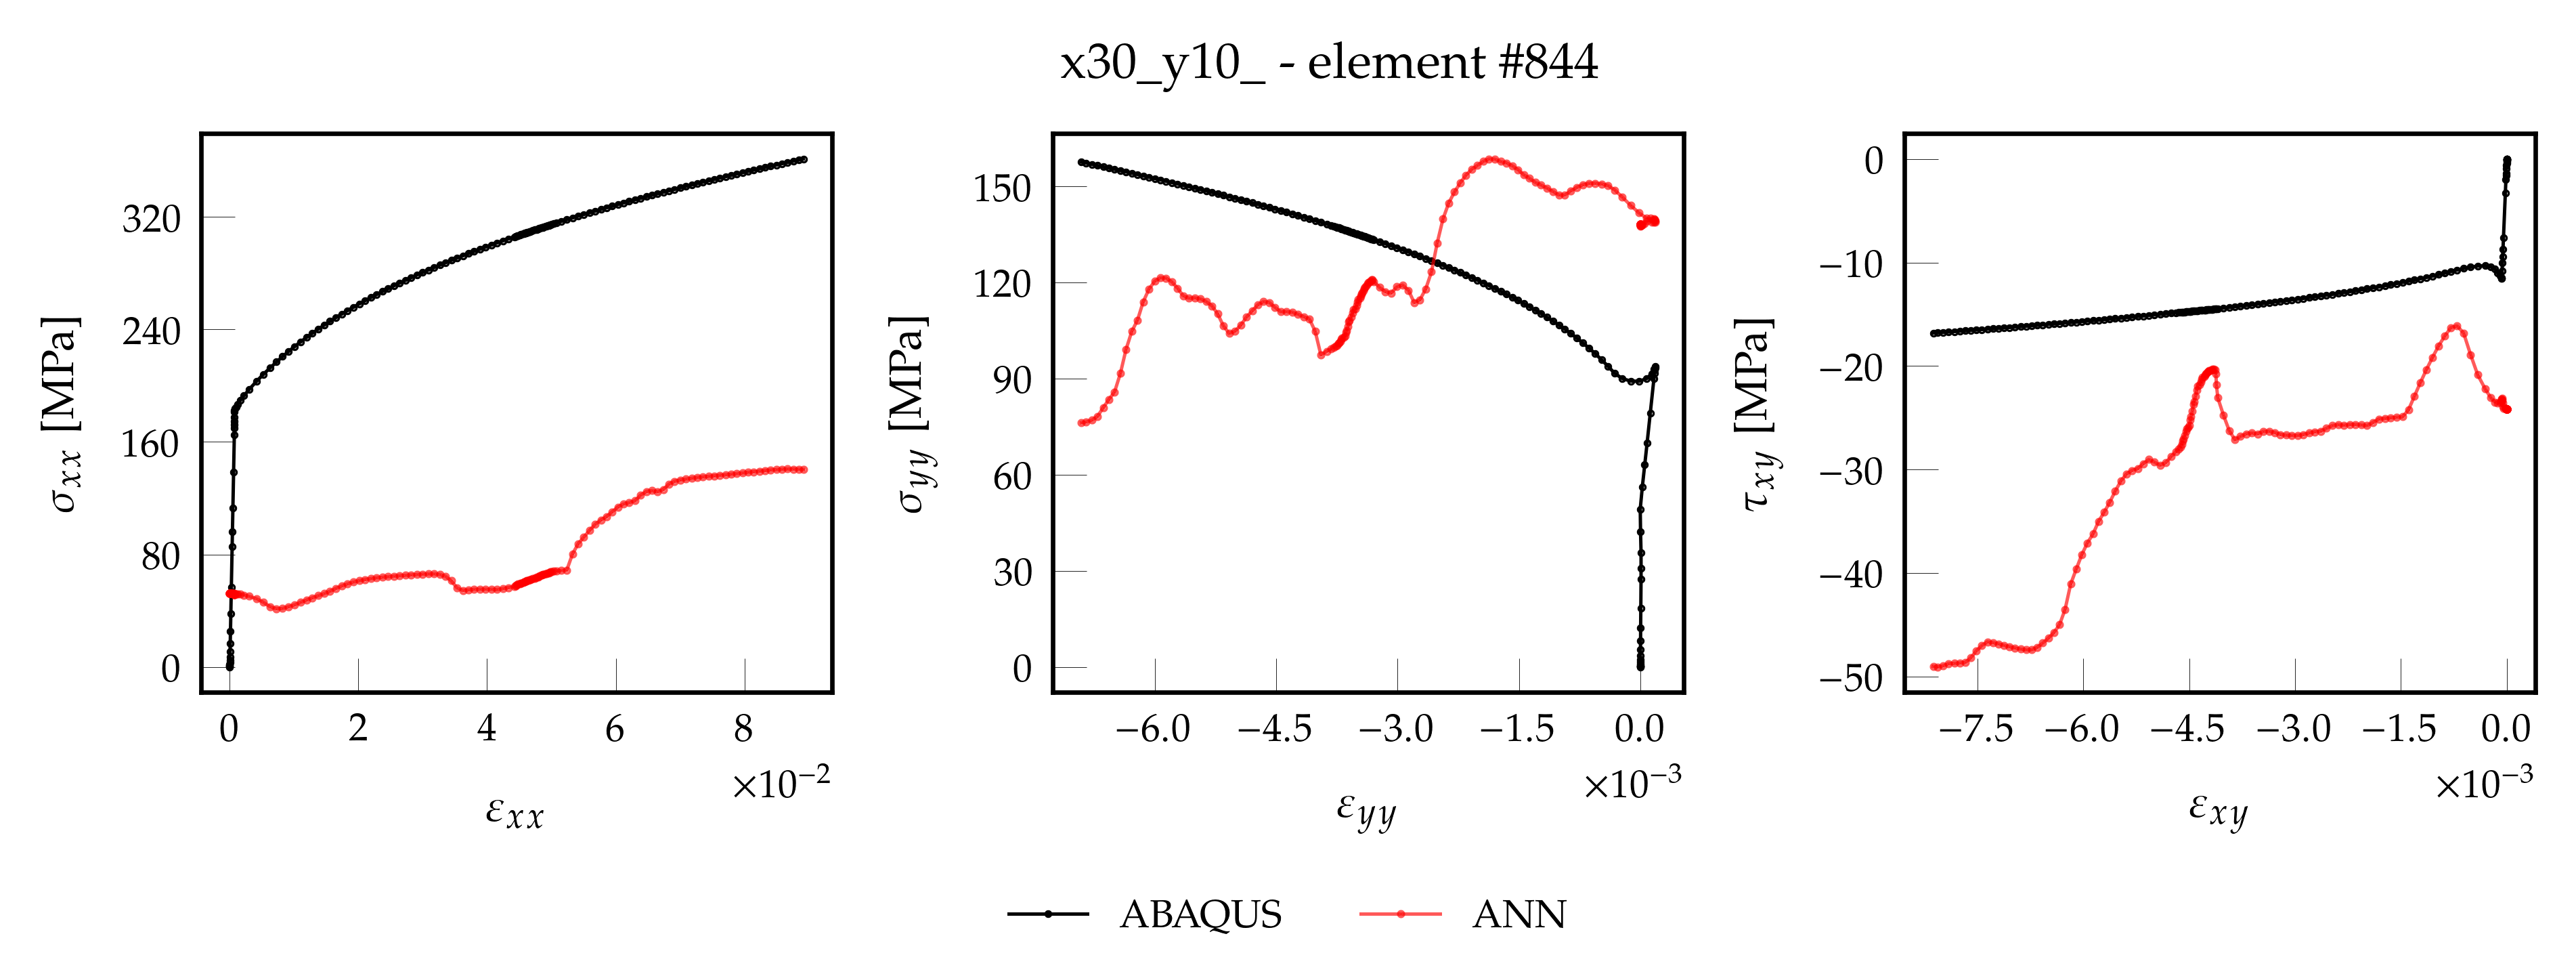 x30_y10_ - element #844
320
240
160
80
0
σxx [MPa]
0 2 4 6 8
×10⁻²
εxx
150
120
90
60
30
0
σyy [MPa]
−6.0 −4.5 −3.0 −1.5 0.0
×10⁻³
εyy
0
−10
−20
−30
−40
−50
τxy [MPa]
−7.5 −6.0 −4.5 −3.0 −1.5 0.0
×10⁻³
εxy
ABAQUS ANN